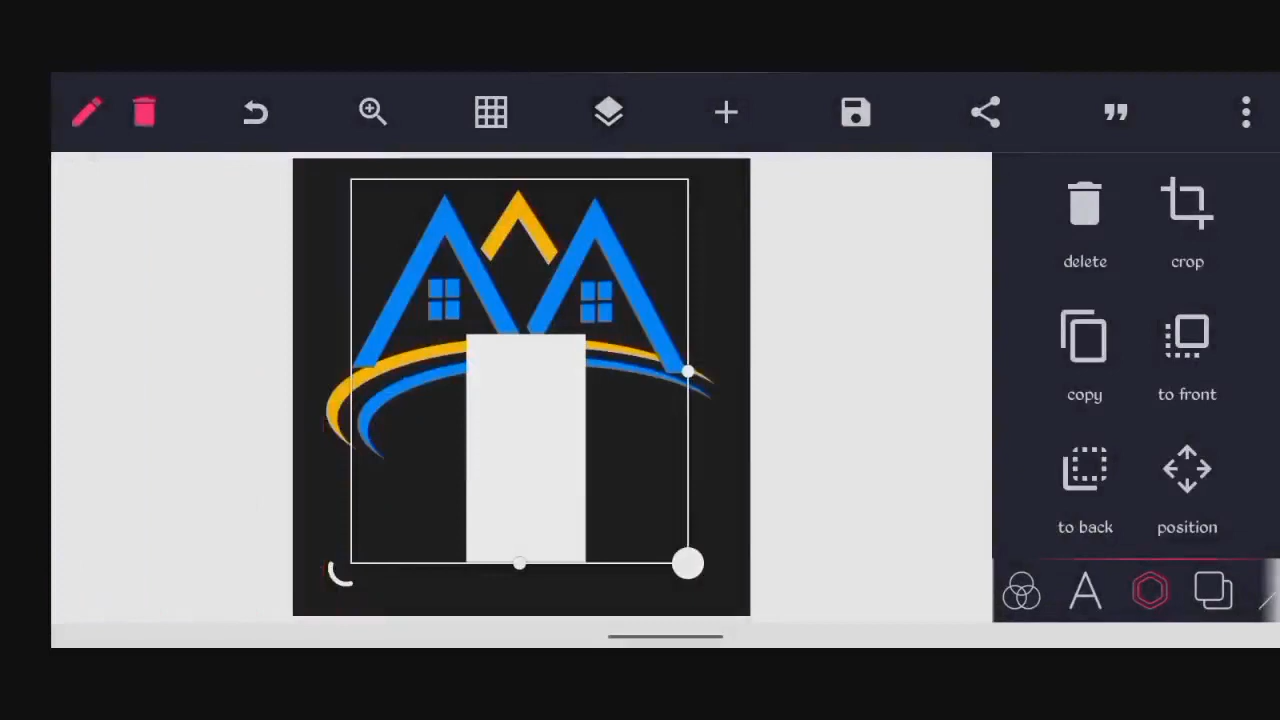 delete
crop
copy
to front
to back
position